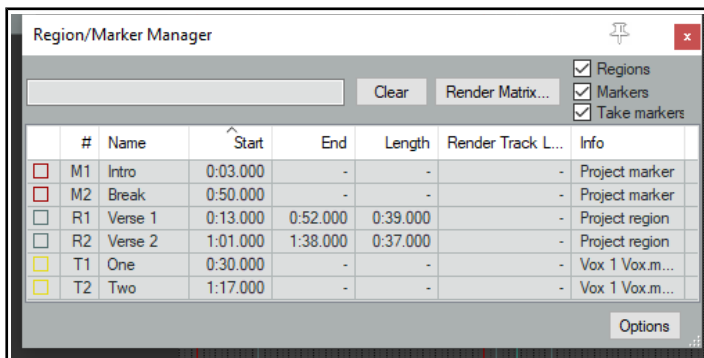 Region/Marker Manager
x
Clear Render Matrix... Regions
Markers
Take markers
# Name Start End Length Render Track L... Info
M1 Intro 0:03.000 - - - Project marker
M2 Break 0:50.000 - - - Project marker
R1 Verse 1 0:13.000 0:52.000 0:39.000 - Project region
R2 Verse 2 1:01.000 1:38.000 0:37.000 - Project region
T1 One 0:30.000 - - - Vox 1 Vox.m...
T2 Two 1:17.000 - - - Vox 1 Vox.m...
Options